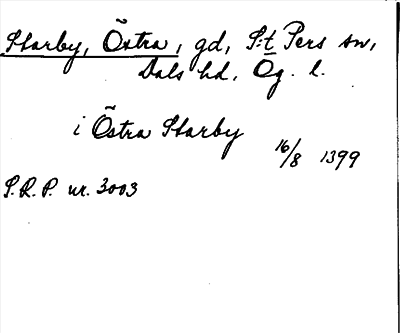 Starby, Östra, gd, S:t Pers sn,
Dals hd, Ög. l.
i Östra Starby
16/8 1399
S.R.P. nr. 3003